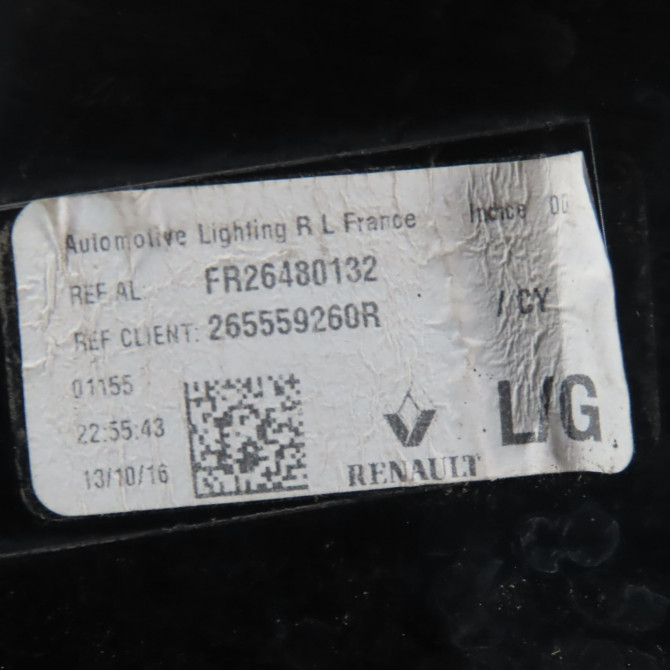 Automotive Lighting R L France Indice 00
REF AL: FR26480132
REF CLIENT: 265559260R / CY
01155
22:55:43
13/10/16
RENAULT
L/G